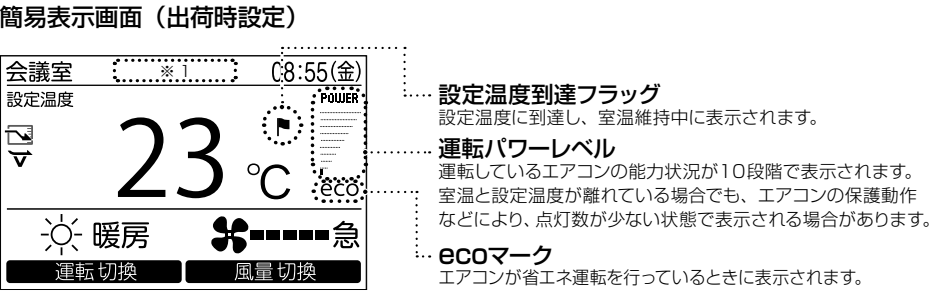 簡易表示画面（出荷時設定）
会議室 ※1 08:55(金)
設定温度
POWER
23 ℃
eco
暖房 急
運転切換 風量切換
設定温度到達フラッグ
設定温度に到達し、室温維持中に表示されます。
運転パワーレベル
運転しているエアコンの能力状況が10段階で表示されます。
室温と設定温度が離れている場合でも、エアコンの保護動作
などにより、点灯数が少ない状態で表示される場合があります。
ecoマーク
エアコンが省エネ運転を行っているときに表示されます。